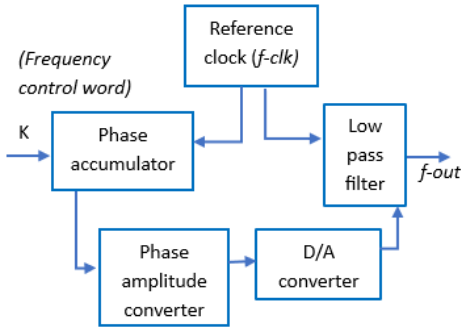 Reference
clock (f-clk)
(Frequency
control word)
K
Phase
accumulator
Low
pass
filter
f-out
Phase
amplitude
converter
D/A
converter